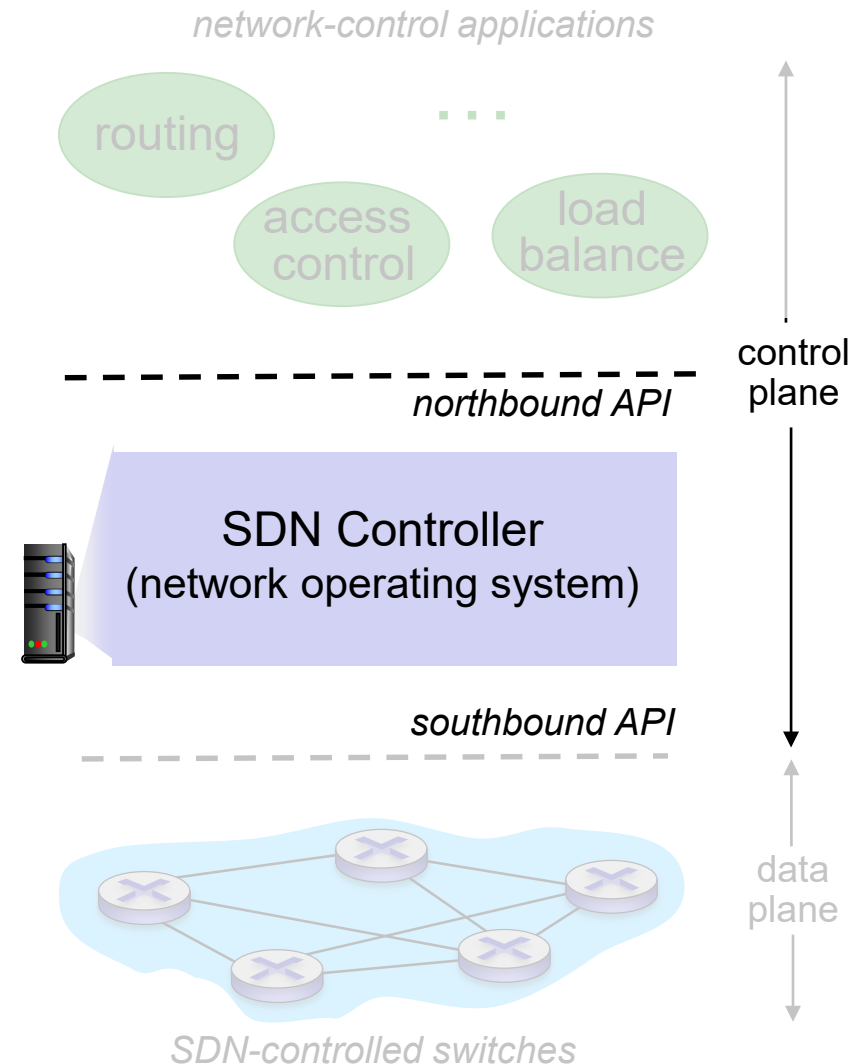 network-control applications
routing
. . .
access
control
load
balance
control
plane
northbound API
SDN Controller
(network operating system)
southbound API
data
plane
SDN-controlled switches